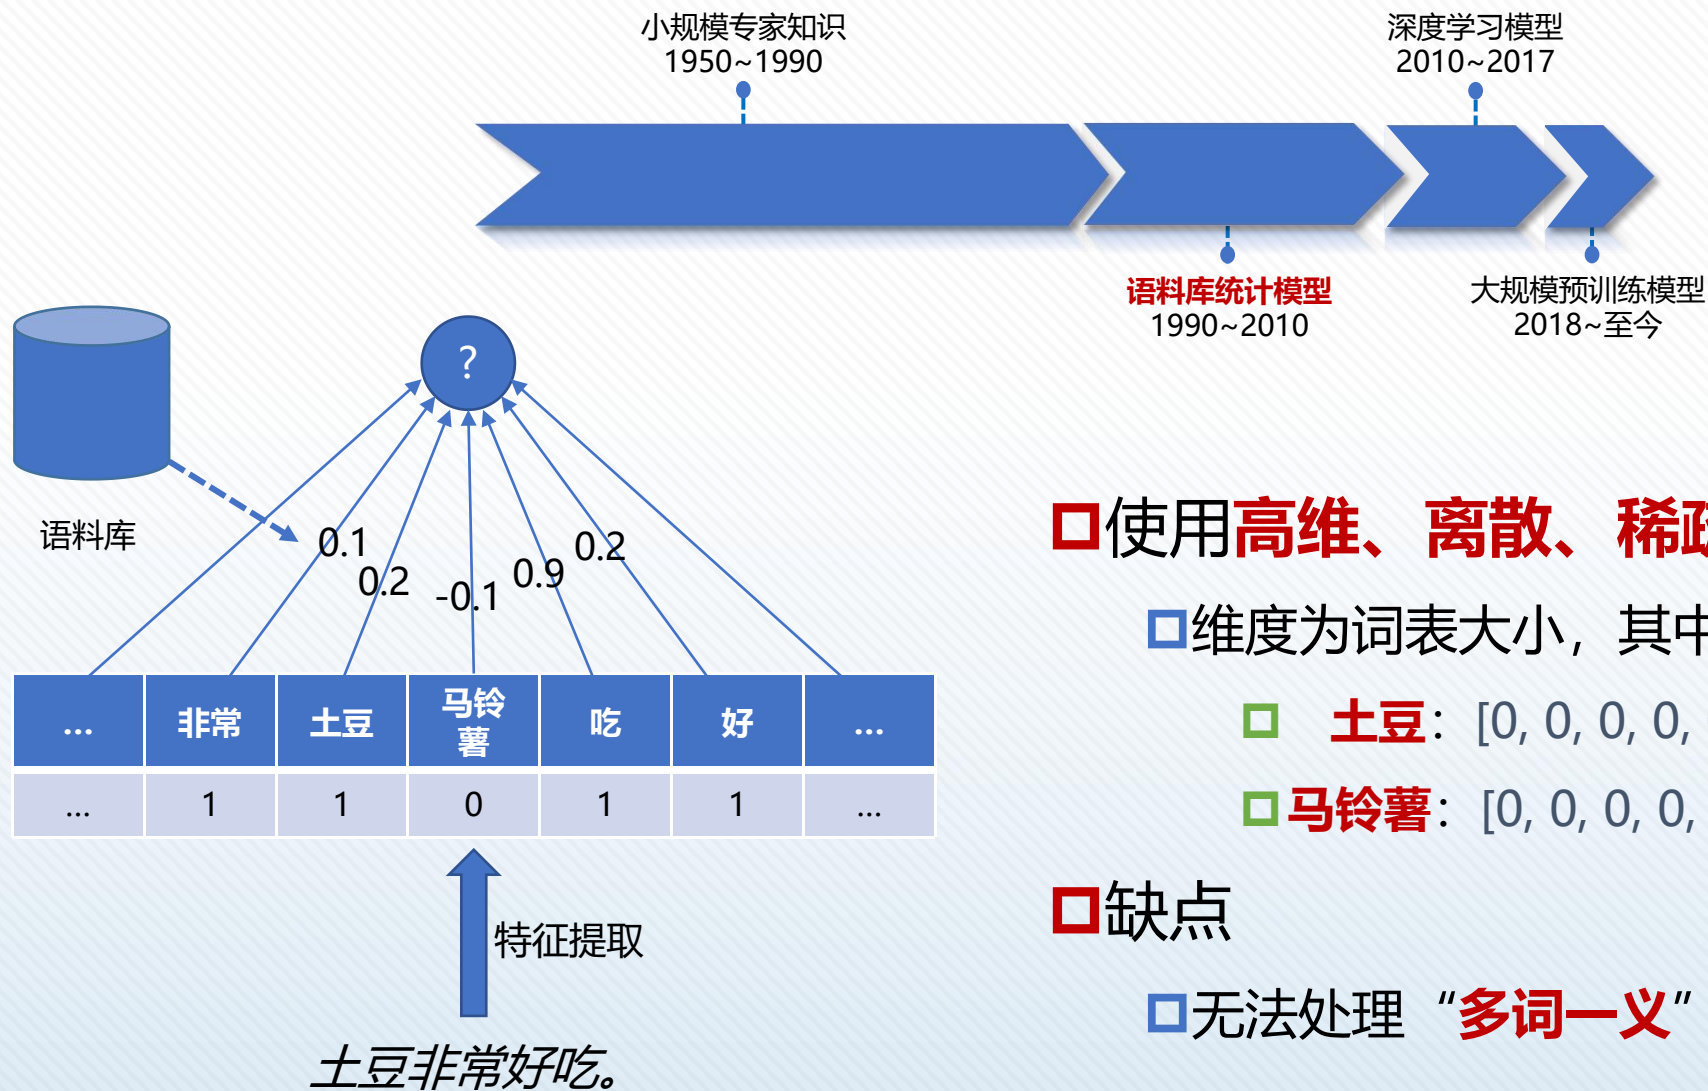 小规模专家知识
1950~1990
深度学习模型
2010~2017
语料库统计模型
1990~2010
大规模预训练模型
2018~至今
?
语料库
0.1
0.2
-0.1
0.9
0.2
... 非常 土豆 马铃薯 吃 好 ...
... 1 1 0 1 1 ...
特征提取
土豆非常好吃。
使用高维、离散、稀疏
维度为词表大小，其中
土豆：[0, 0, 0, 0,
马铃薯：[0, 0, 0, 0,
缺点
无法处理“多词一义”